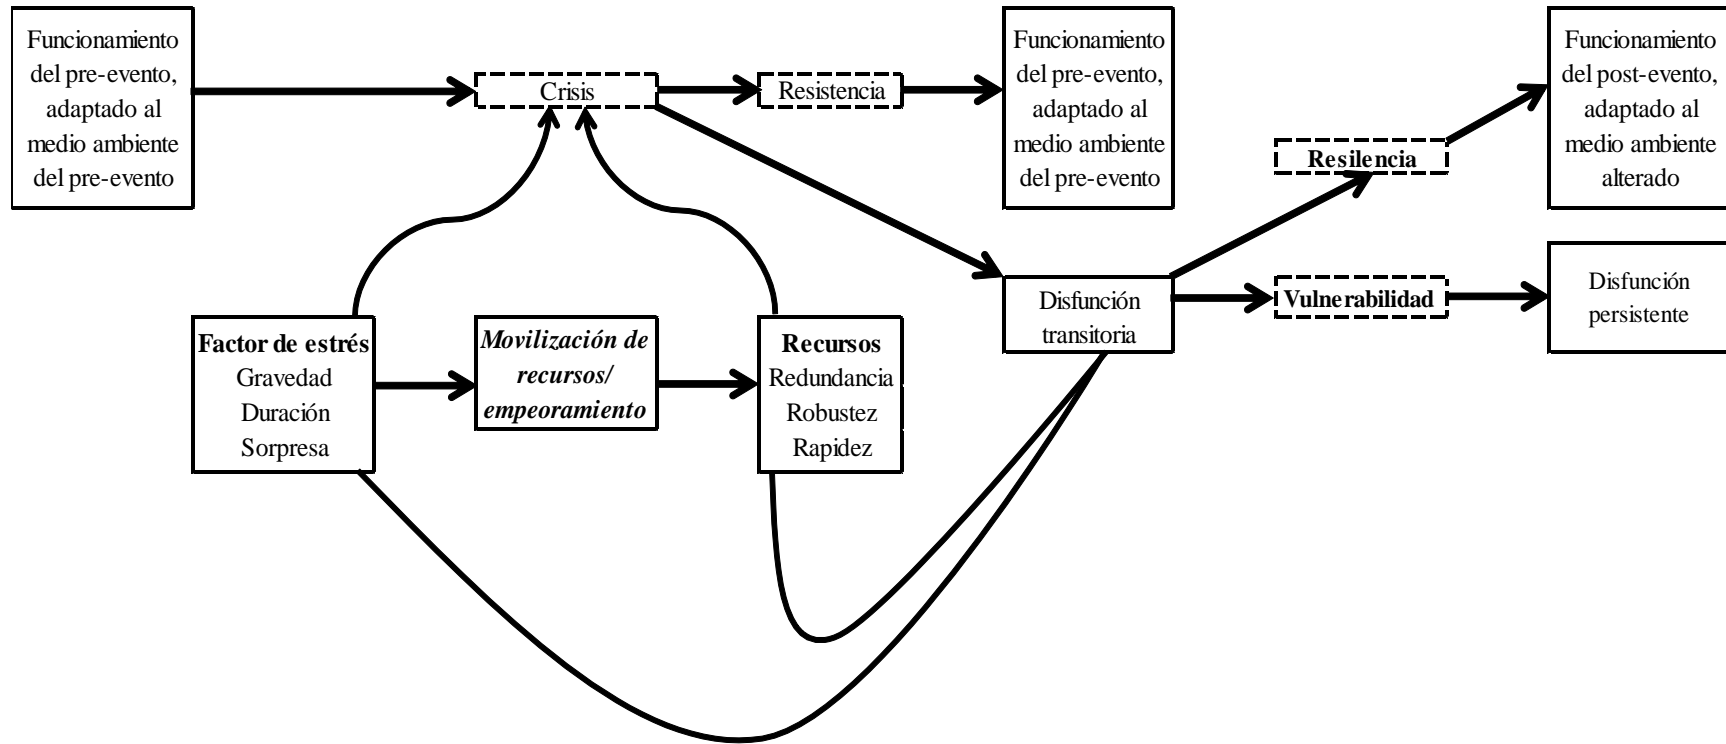 Funcionamiento
del pre-evento,
adaptado al
medio ambiente
del pre-evento
Crisis
Resistencia
Funcionamiento
del pre-evento,
adaptado al
medio ambiente
del pre-evento
Resilencia
Funcionamiento
del post-evento,
adaptado al
medio ambiente
alterado
Factor de estrés
Gravedad
Duración
Sorpresa
Movilización de
recursos/
empeoramiento
Recursos
Redundancia
Robustez
Rapidez
Disfunción
transitoria
Vulnerabilidad
Disfunción
persistente